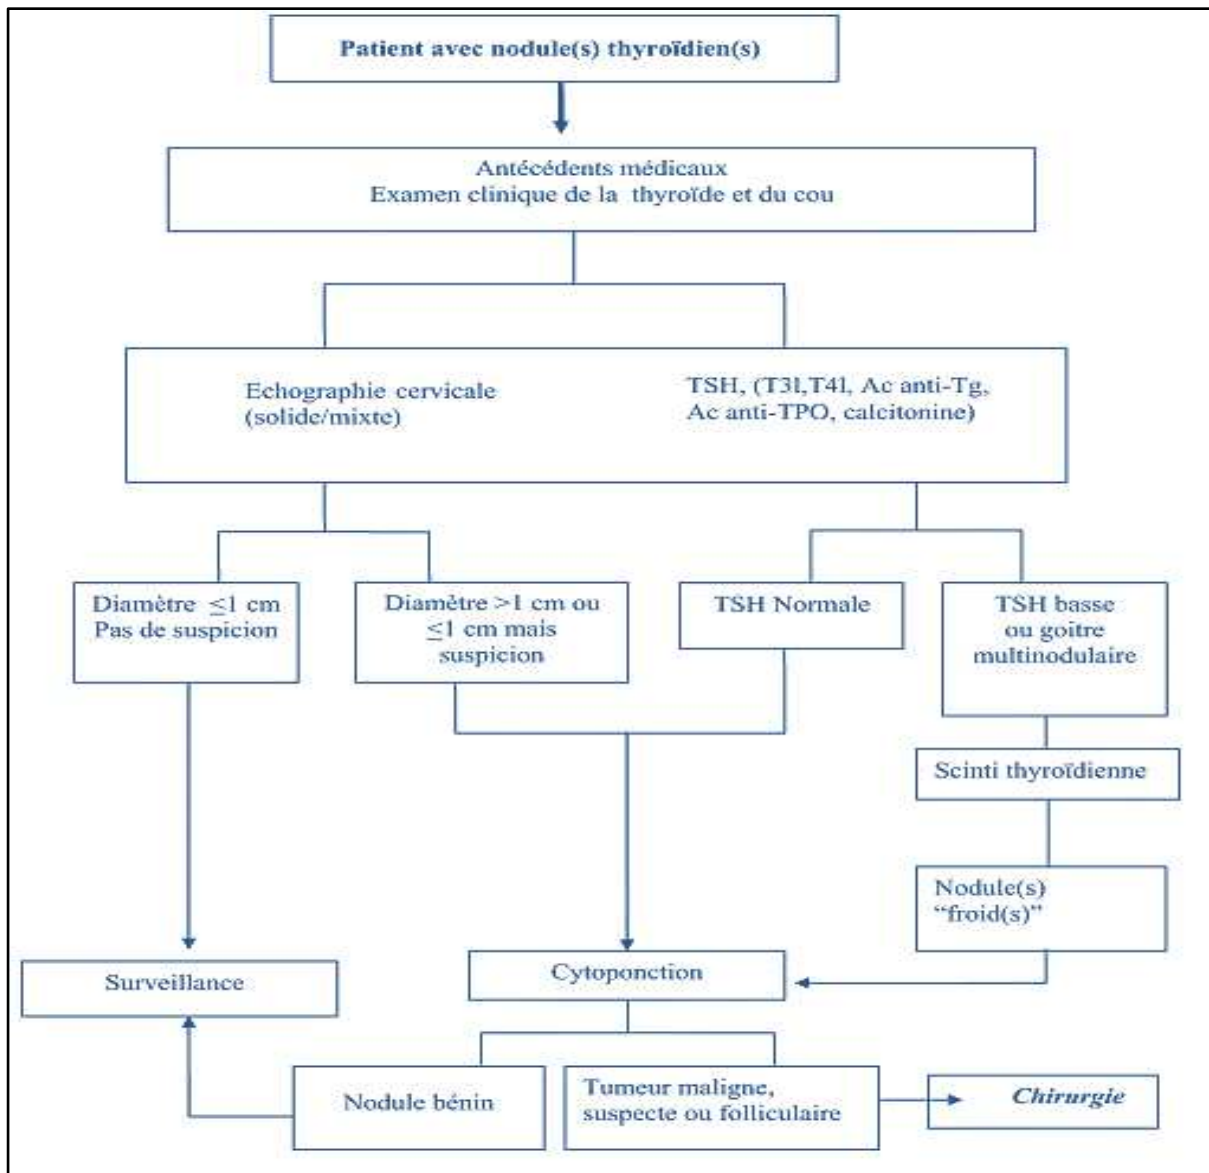 Patient avec nodule(s) thyroïdien(s)
Antécédents médicaux
Examen clinique de la thyroïde et du cou
Echographie cervicale
(solide/mixte)
TSH, (T3l,T4l, Ac anti-Tg,
Ac anti-TPO, calcitonine)
Diamètre ≤1 cm
Pas de suspicion
Diamètre >1 cm ou
≤1 cm mais
suspicion
TSH Normale
TSH basse
ou goitre
multinodulaire
Scinti thyroïdienne
Nodule(s)
“froid(s)”
Surveillance
Cytoponction
Nodule bénin
Tumeur maligne,
suspecte ou folliculaire
Chirurgie